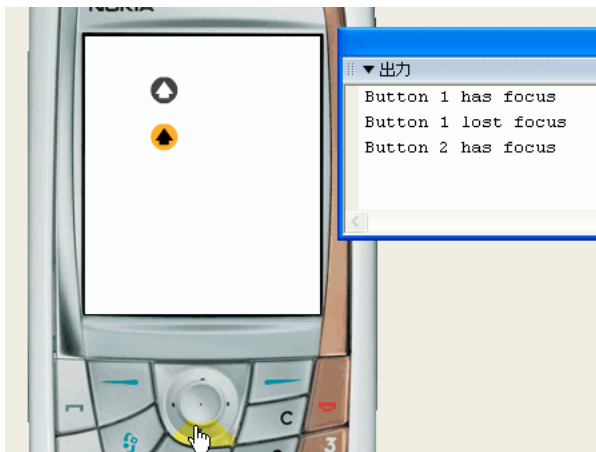 NOKIA
▼出力
Button 1 has focus
Button 1 lost focus
Button 2 has focus
C
3